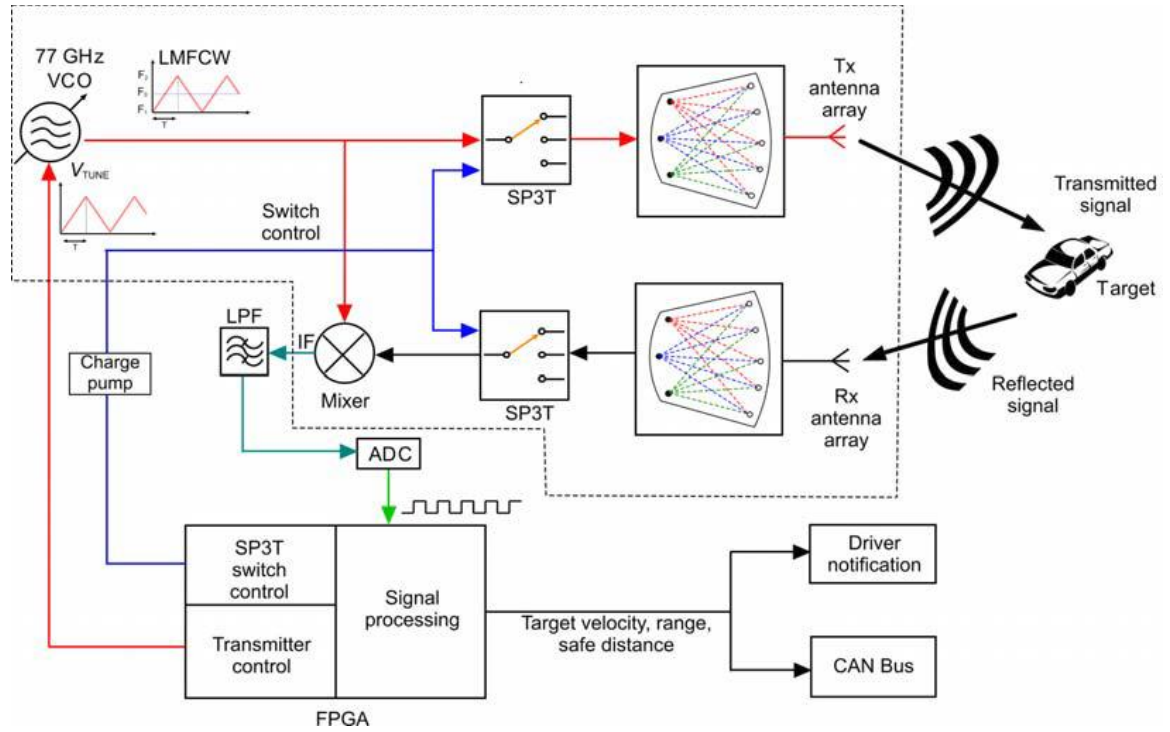 77 GHz
VCO
LMFCW
F₂
F₀
F₁
T
V_TUNE
T
Switch
control
SP3T
Tx
antenna
array
Transmitted
signal
Target
Reflected
signal
LPF
IF
Mixer
SP3T
Rx
antenna
array
Charge
pump
ADC
SP3T
switch
control
Signal
processing
Transmitter
control
FPGA
Target velocity, range,
safe distance
Driver
notification
CAN Bus